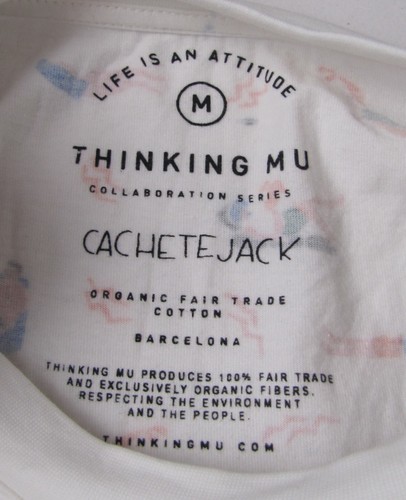 LIFE IS AN ATTITUDE
M
THINKING MU
COLLABORATION SERIES
CACHETEJACK
ORGANIC FAIR TRADE
COTTON
BARCELONA
THINKING MU PRODUCES 100% FAIR TRADE
AND EXCLUSIVELY ORGANIC FIBERS.
RESPECTING THE ENVIRONMENT
AND THE PEOPLE.
THINKINGMU COM